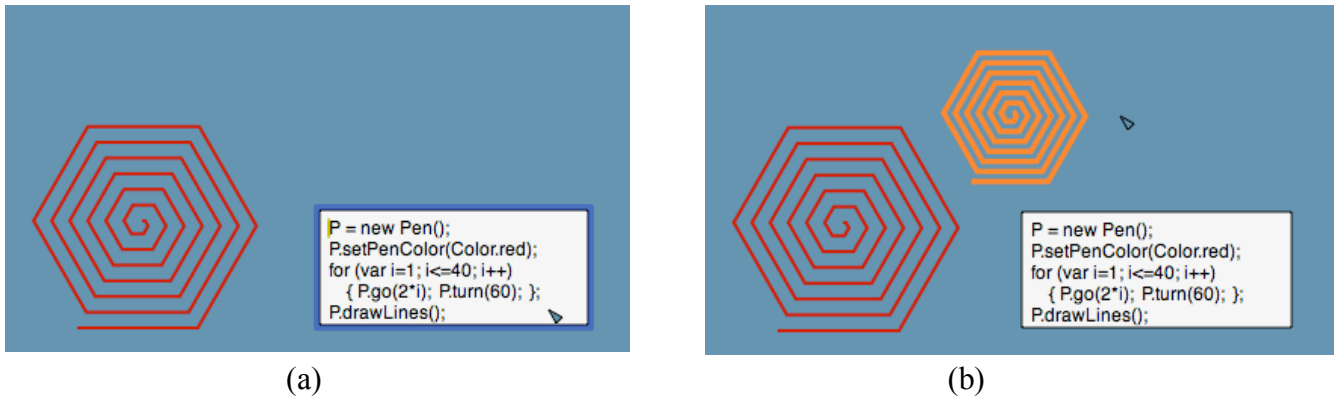 P = new Pen();
P.setPenColor(Color.red);
for (var i=1; i<=40; i++)
{ P.go(2*i); P.turn(60); };
P.drawLines();
P = new Pen();
P.setPenColor(Color.red);
for (var i=1; i<=40; i++)
{ P.go(2*i); P.turn(60); };
P.drawLines();
(a)
(b)